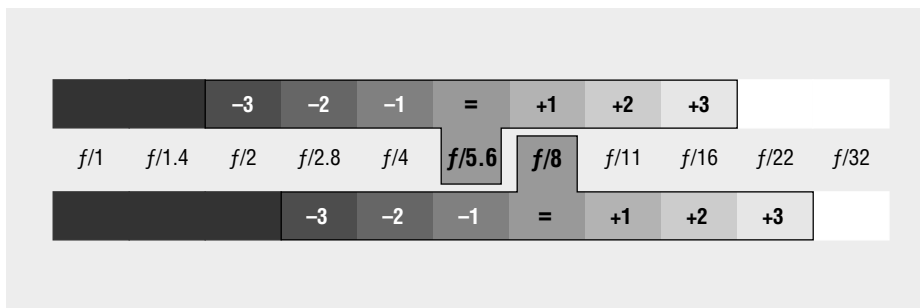 –3 –2 –1 = +1 +2 +3
ƒ/1 ƒ/1.4 ƒ/2 ƒ/2.8 ƒ/4 ƒ/5.6 ƒ/8 ƒ/11 ƒ/16 ƒ/22 ƒ/32
–3 –2 –1 = +1 +2 +3